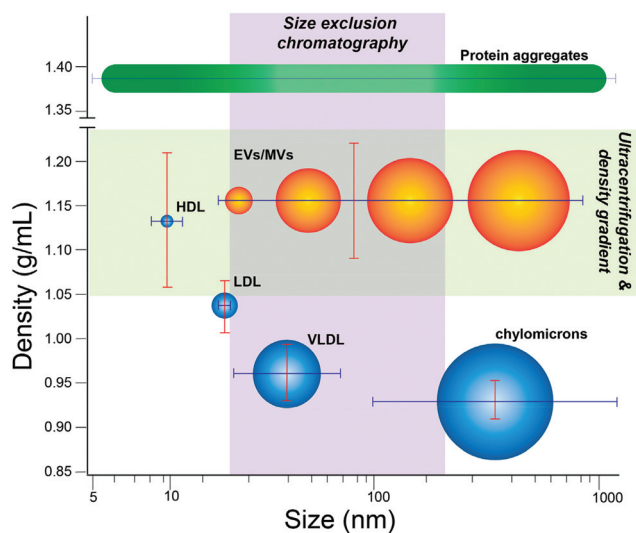 Size exclusion
chromatography
Protein aggregates
1.40
1.35
EVs/MVs
1.20
HDL
1.15
1.10
LDL
1.05
1.00
VLDL
chylomicrons
0.95
0.90
0.85
Density (g/mL)
Ultracentrifugation &
density gradient
5
10
100
1000
Size (nm)